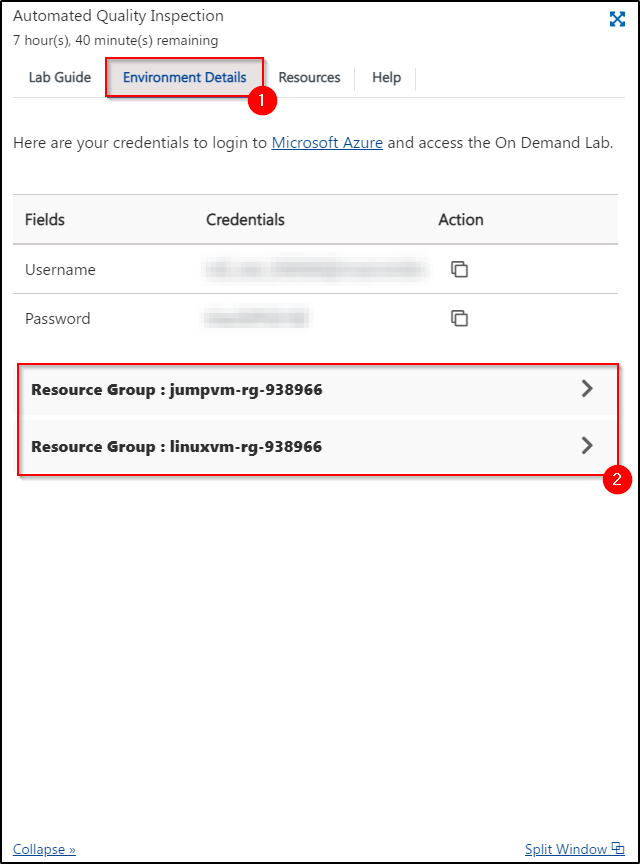 Automated Quality Inspection
7 hour(s), 40 minute(s) remaining
Lab Guide Environment Details Resources Help
1
Here are your credentials to login to Microsoft Azure and access the On Demand Lab.
Fields Credentials Action
Username
Password
Resource Group : jumpvm-rg-938966
Resource Group : linuxvm-rg-938966
2
Collapse » Split Window